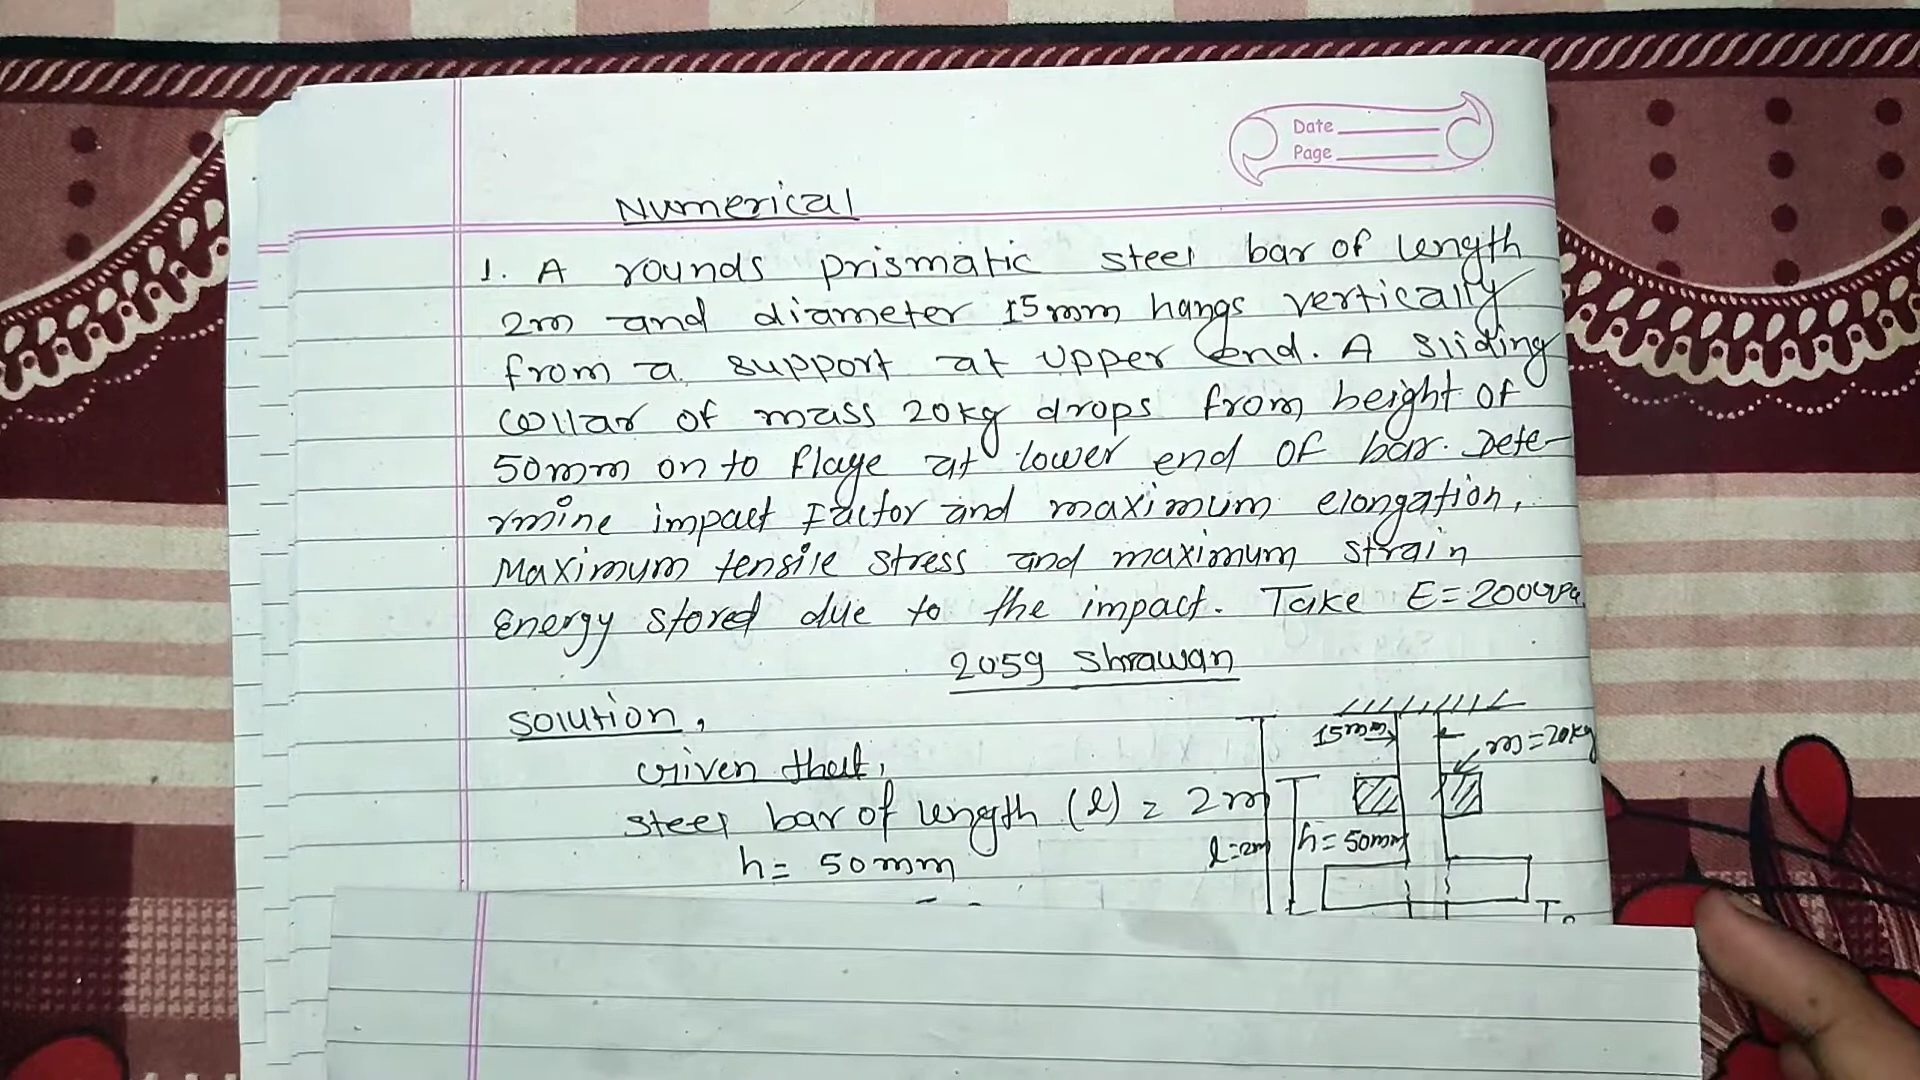 Date
Page
Numerical
1. A rounds prismatic steel bar of length
2m and diameter 15mm hangs vertically
from a support at upper end. A sliding
collar of mass 20kg drops from height of
50mm on to flage at lower end of bar. Dete-
rmine impact Factor and maximum elongation,
Maximum tensile stress and maximum strain
Energy stored due to the impact. Take E=200GPa
2059 Shrawan
Solution,
Given that,
steel bar of length (l) = 2m
h = 50mm
15mm
m = 20kg
l=2m
h = 50mm